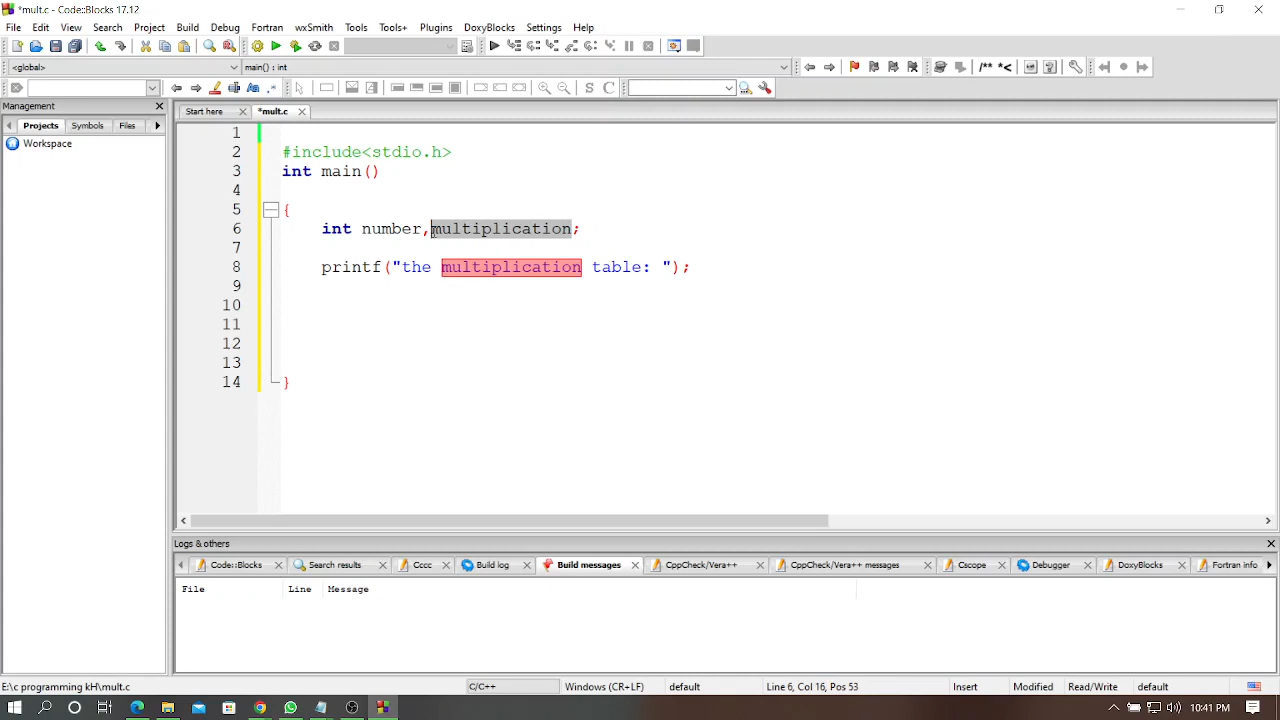 *mult.c - Code::Blocks 17.12
File Edit View Search Project Build Debug Fortran wxSmith Tools Tools+ Plugins DoxyBlocks Settings Help
<global> main() : int
/** *<
S C
Management
Start here *mult.c
Projects Symbols Files
Workspace
1
2 #include<stdio.h>
3 int main()
4
5 {
6 int number,multiplication;
7
8 printf("the multiplication table: ");
9
10
11
12
13
14 }
Logs & others
Code::Blocks Search results Cccc Build log Build messages CppCheck/Vera++ CppCheck/Vera++ messages Cscope Debugger DoxyBlocks Fortran info
File Line Message
E:\c programming kH\mult.c C/C++ Windows (CR+LF) default Line 6, Col 16, Pos 53 Insert Modified Read/Write default
10:41 PM